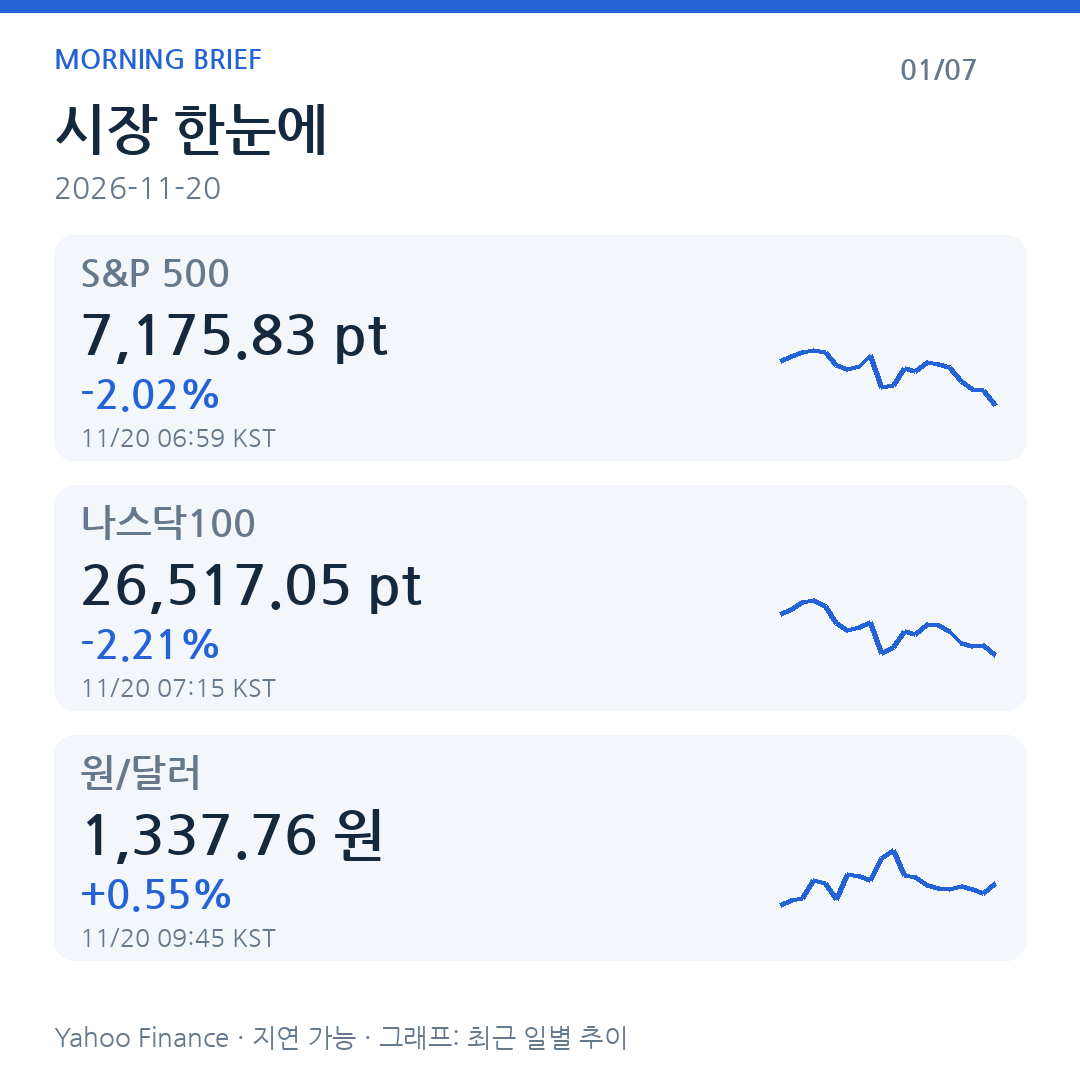 MORNING BRIEF
01/07
시장 한눈에
2026-11-20
S&P 500
7,175.83 pt
-2.02%
11/20 06:59 KST
나스닥100
26,517.05 pt
-2.21%
11/20 07:15 KST
원/달러
1,337.76 원
+0.55%
11/20 09:45 KST
Yahoo Finance · 지연 가능 · 그래프: 최근 일별 추이